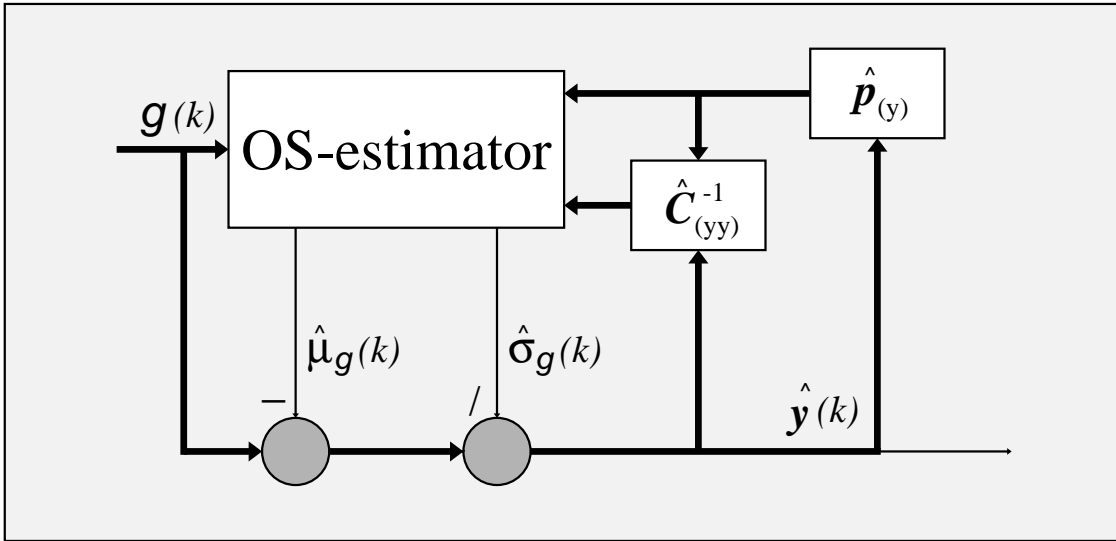 g(k)
OS-estimator
p̂(y)
Ĉ⁻¹(yy)
μ̂g(k)
σ̂g(k)
−
/
ŷ(k)